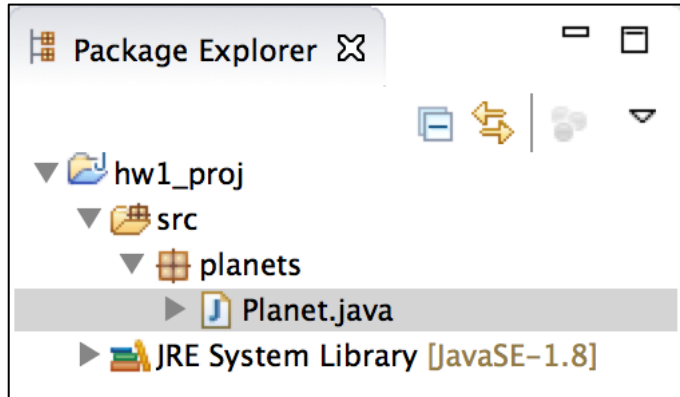 Package Explorer
hw1_proj
src
planets
Planet.java
JRE System Library [JavaSE-1.8]